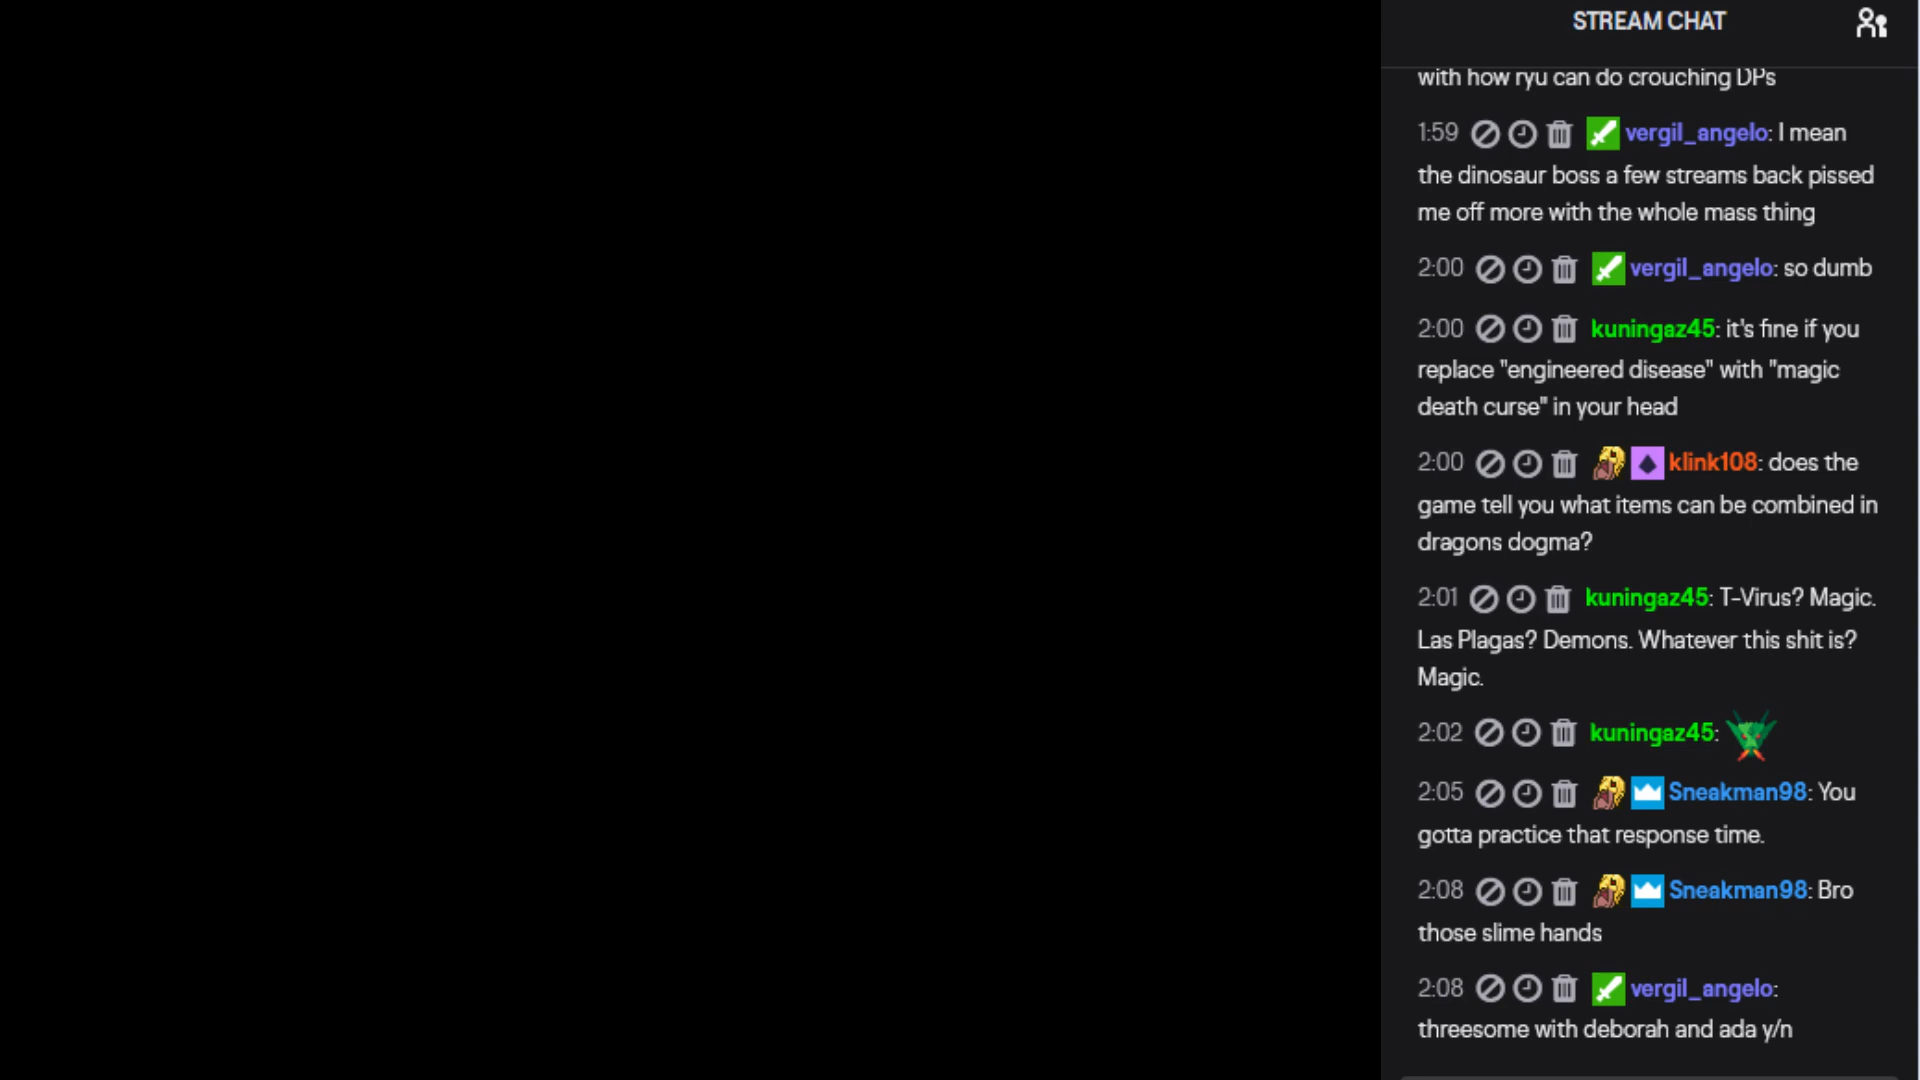 STREAM CHAT
with how ryu can do crouching DPs
1:59 vergil_angelo: I mean
the dinosaur boss a few streams back pissed
me off more with the whole mass thing
2:00 vergil_angelo: so dumb
2:00 kuningaz45: it's fine if you
replace "engineered disease" with "magic
death curse" in your head
2:00 klink108: does the
game tell you what items can be combined in
dragons dogma?
2:01 kuningaz45: T-Virus? Magic.
Las Plagas? Demons. Whatever this shit is?
Magic.
2:02 kuningaz45:
2:05 Sneakman98: You
gotta practice that response time.
2:08 Sneakman98: Bro
those slime hands
2:08 vergil_angelo:
threesome with deborah and ada y/n